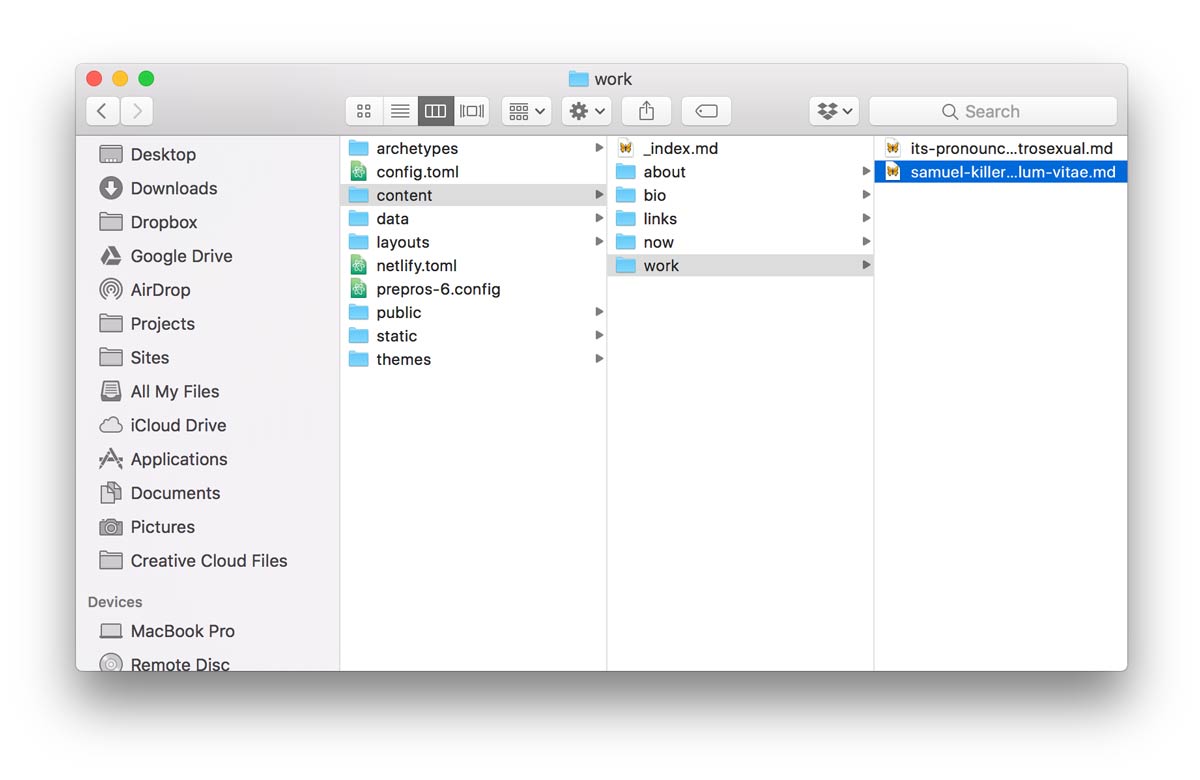 work
Search
Desktop
Downloads
Dropbox
Google Drive
AirDrop
Projects
Sites
All My Files
iCloud Drive
Applications
Documents
Pictures
Creative Cloud Files
Devices
MacBook Pro
Remote Disc
archetypes
config.toml
content
data
layouts
netlify.toml
prepros-6.config
public
static
themes
_index.md
about
bio
links
now
work
its-pronounc...trosexual.md
samuel-killer...lum-vitae.md